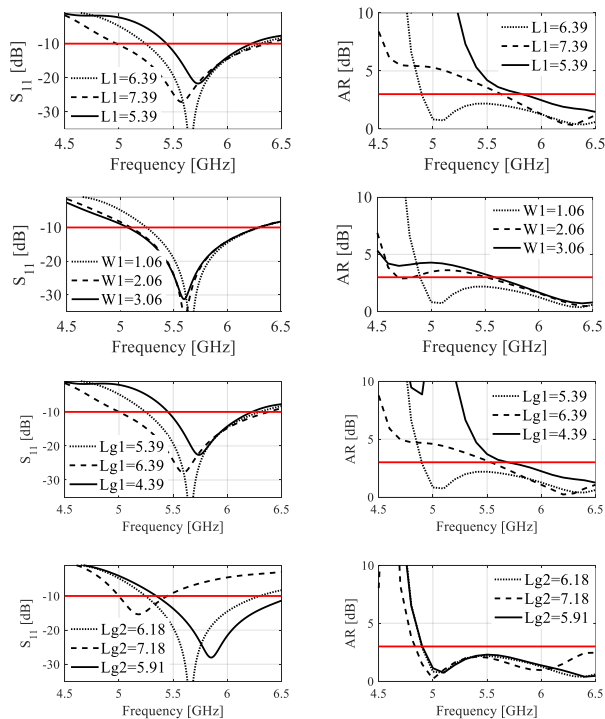 -10
-20
-30
S11 [dB]
L1=6.39
L1=7.39
L1=5.39
4.5 5 5.5 6 6.5
Frequency [GHz]
10
5
0
AR [dB]
L1=6.39
L1=7.39
L1=5.39
4.5 5 5.5 6 6.5
Frequency [GHz]
-10
-20
-30
S11 [dB]
W1=1.06
W1=2.06
W1=3.06
4.5 5 5.5 6 6.5
Frequency [GHz]
10
5
0
AR [dB]
W1=1.06
W1=2.06
W1=3.06
4.5 5 5.5 6 6.5
Frequency [GHz]
-10
-20
-30
S11 [dB]
Lg1=5.39
Lg1=6.39
Lg1=4.39
4.5 5 5.5 6 6.5
Frequency [GHz]
10
5
0
AR [dB]
Lg1=5.39
Lg1=6.39
Lg1=4.39
4.5 5 5.5 6 6.5
Frequency [GHz]
-10
-20
-30
S11 [dB]
Lg2=6.18
Lg2=7.18
Lg2=5.91
4.5 5 5.5 6 6.5
Frequency [GHz]
10
5
0
AR [dB]
Lg2=6.18
Lg2=7.18
Lg2=5.91
4.5 5 5.5 6 6.5
Frequency [GHz]